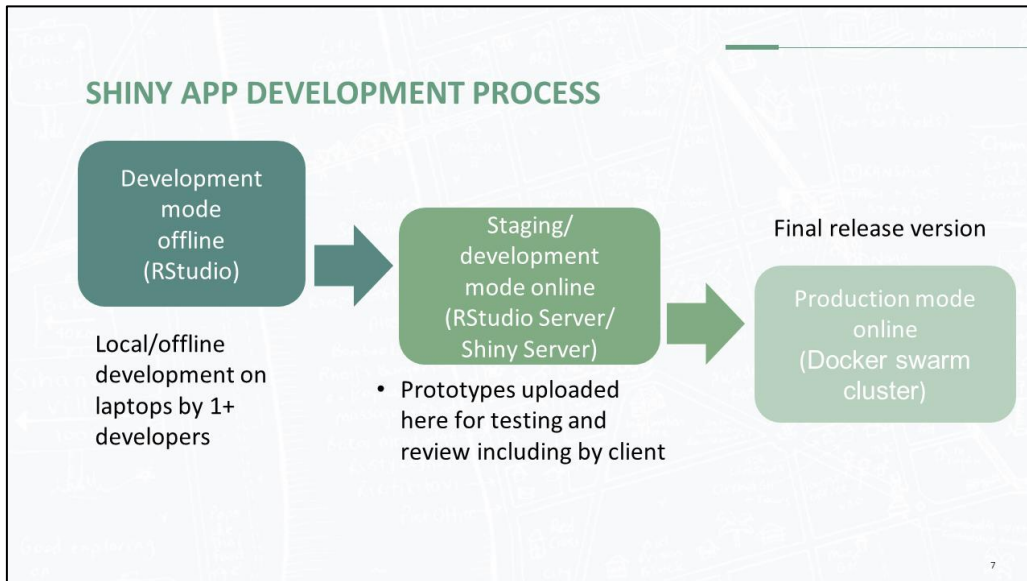 SHINY APP DEVELOPMENT PROCESS
Development
mode
offline
(RStudio)
Local/offline
development on
laptops by 1+
developers
Staging/
development
mode online
(RStudio Server/
Shiny Server)
• Prototypes uploaded
here for testing and
review including by client
Final release version
Production mode
online
(Docker swarm
cluster)
7